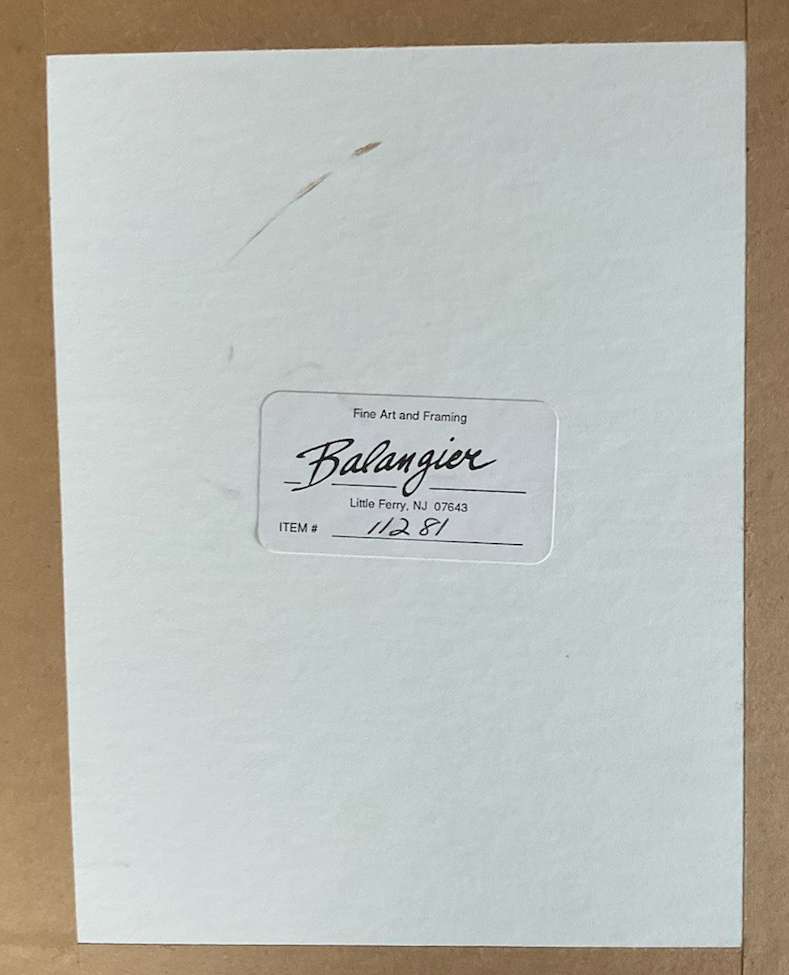 Fine Art and Framing
Balangier
Little Ferry, NJ 07643
ITEM # 11281